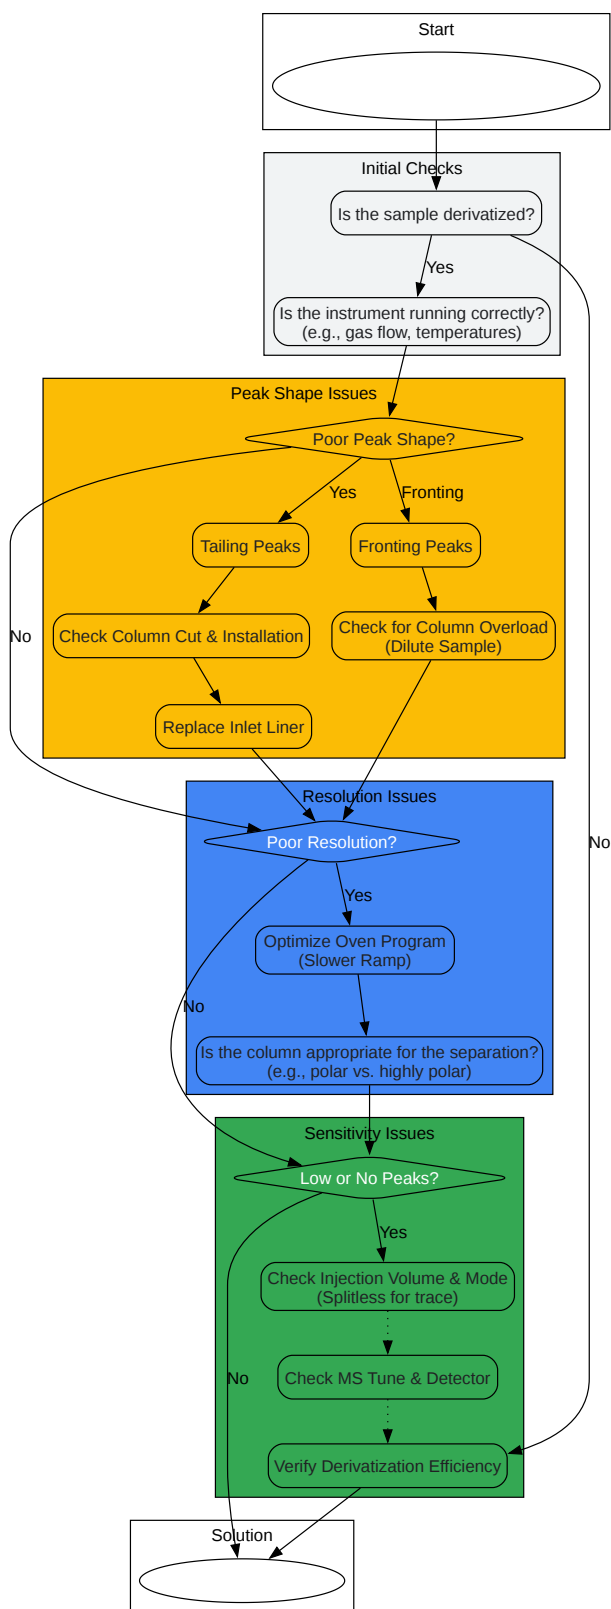 Start
Initial Checks
Is the sample derivatized?
Yes
Is the instrument running correctly?
(e.g., gas flow, temperatures)
Peak Shape Issues
Poor Peak Shape?
Yes
Fronting
Tailing Peaks
Fronting Peaks
No
Check Column Cut & Installation
Check for Column Overload
(Dilute Sample)
Replace Inlet Liner
Resolution Issues
Poor Resolution?
No
Yes
Optimize Oven Program
(Slower Ramp)
No
Is the column appropriate for the separation?
(e.g., polar vs. highly polar)
Sensitivity Issues
Low or No Peaks?
Yes
Check Injection Volume & Mode
(Splitless for trace)
No
Check MS Tune & Detector
Verify Derivatization Efficiency
Solution